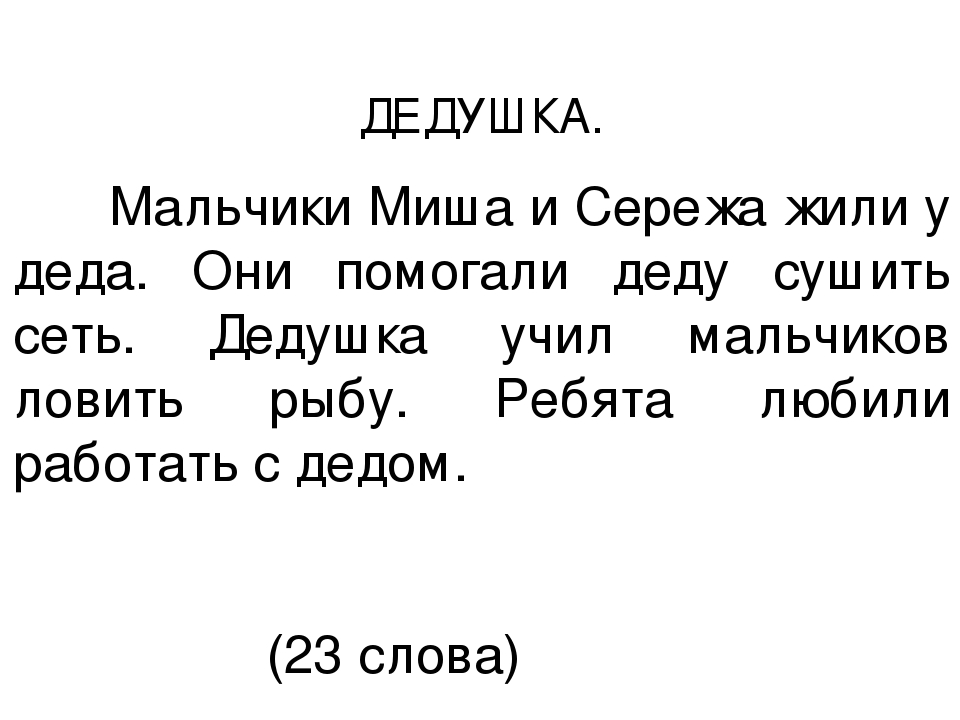 ДЕДУШКА.
Мальчики Миша и Сережа жили у
деда. Они помогали деду сушить
сеть. Дедушка учил мальчиков
ловить рыбу. Ребята любили
работать с дедом.
(23 слова)